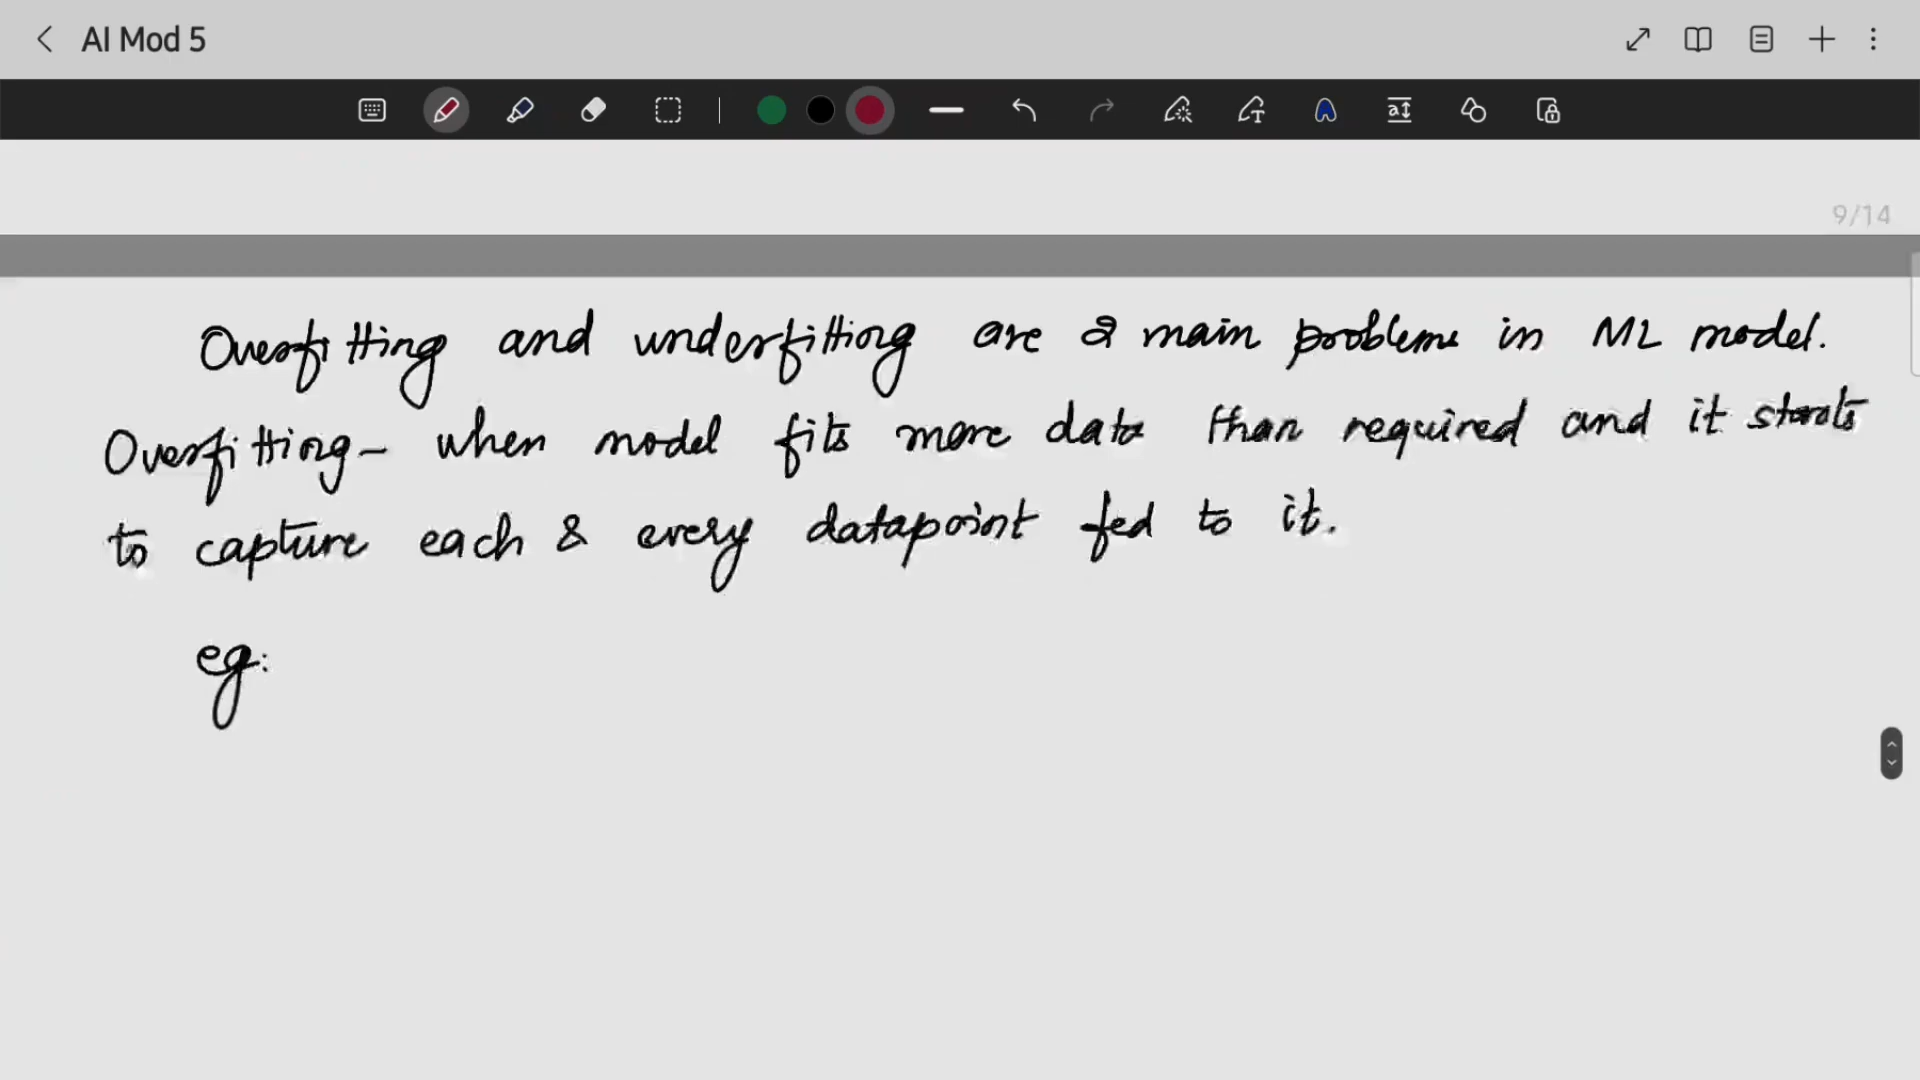 AI Mod 5
9/14
Overfitting and underfitting are 2 main problems in ML model.
Overfitting - when model fits more data than required and it starts
to capture each & every datapoint fed to it.
eg: